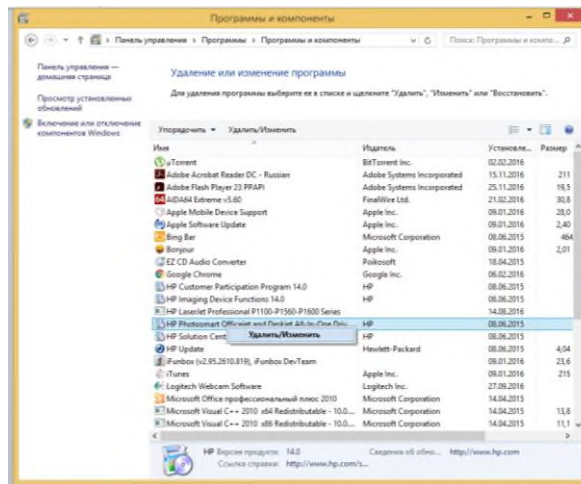 Программы и компоненты
Панель управления › Программы › Программы и компоненты
Поиск: Программы и компо...
Панель управления — домашняя страница
Просмотр установленных обновлений
Включение или отключение компонентов Windows
Удаление или изменение программы
Для удаления программы выберите ее в списке и щелкните "Удалить", "Изменить" или "Восстановить".
Упорядочить Удалить/Изменить
Имя Издатель Установле... Размер
µTorrent BitTorrent Inc. 02.02.2016
Adobe Acrobat Reader DC - Russian Adobe Systems Incorporated 15.11.2016 211
Adobe Flash Player 23 PPAPI Adobe Systems Incorporated 25.11.2016 19,5
AIDA64 Extreme v5.60 FinalWire Ltd. 21.02.2016 30,8
Apple Mobile Device Support Apple Inc. 09.01.2016 28,0
Apple Software Update Apple Inc. 09.01.2016 2,40
Bing Bar Microsoft Corporation 08.06.2015 464
Bonjour Apple Inc. 09.01.2016 2,01
EZ CD Audio Converter Poikosoft 18.04.2015
Google Chrome Google Inc. 06.02.2016
HP Customer Participation Program 14.0 HP 08.06.2015
HP Imaging Device Functions 14.0 HP 08.06.2015
HP LaserJet Professional P1100-P1560-P1600 Series 14.08.2016
HP Photosmart Officejet and Deskjet All-In-One Driv... HP 08.06.2015
HP Solution Cent HP 08.06.2015
Удалить/Изменить
HP Update Hewlett-Packard 08.06.2015 4,04
iFunbox (v2.95.2610.819), iFunbox DevTeam 09.01.2016 23,6
iTunes Apple Inc. 09.01.2016 215
Logitech Webcam Software Logitech Inc. 27.09.2016
Microsoft Office профессиональный плюс 2010 Microsoft Corporation 14.04.2015
Microsoft Visual C++ 2010 x64 Redistributable - 10.0.... Microsoft Corporation 14.04.2015 13,8
Microsoft Visual C++ 2010 x86 Redistributable - 10.0.... Microsoft Corporation 14.04.2015 11,1
HP Версия продукта: 14.0 Сведения об обно... http://www.hp.com
Ссылка справки: http://www.hp.com/s...